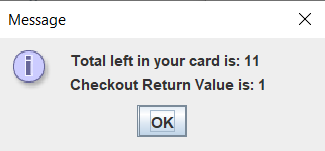 Message
Total left in your card is: 11
Checkout Return Value is: 1
OK